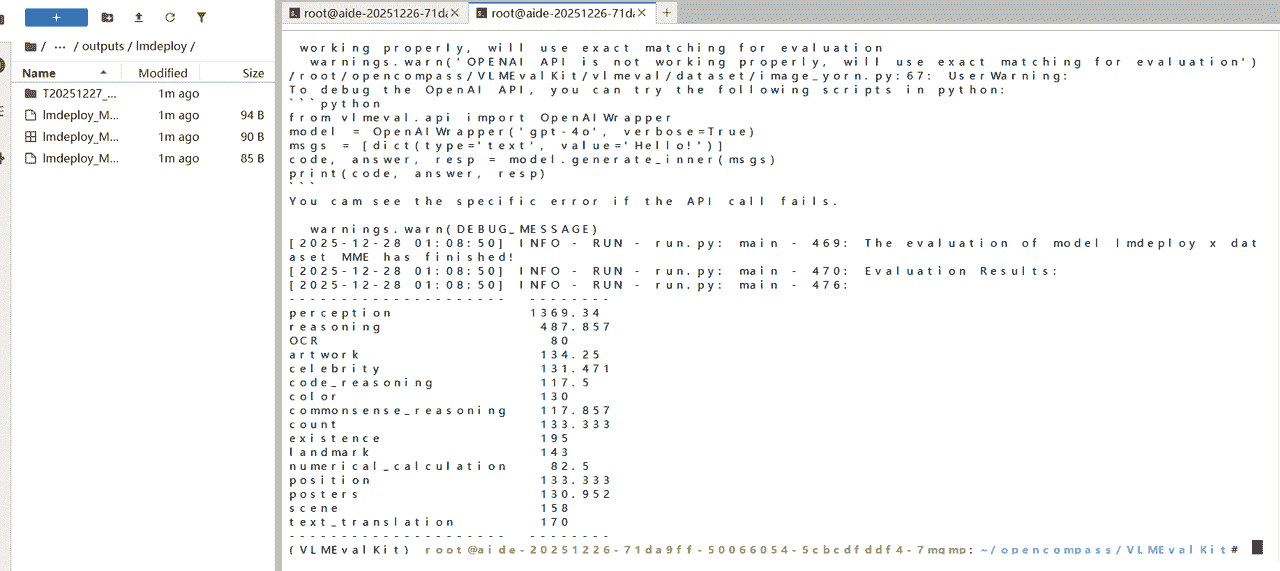 +
/ ··· / outputs / lmdeploy /
Name Modified Size
T20251227_... 1m ago
lmdeploy_M... 1m ago 94 B
lmdeploy_M... 1m ago 90 B
lmdeploy_M... 1m ago 85 B
root@aide-20251226-71da × root@aide-20251226-71da × +
working properly, will use exact matching for evaluation
warnings.warn('OPENAI API is not working properly, will use exact matching for evaluation')
/root/opencompass/VLMEvalKit/vlmeval/dataset/image_yorn.py:67: UserWarning:
To debug the OpenAI API, you can try the following scripts in python:
```python
from vlmeval.api import OpenAIWrapper
model = OpenAIWrapper('gpt-4o', verbose=True)
msgs = [dict(type='text', value='Hello!')]
code, answer, resp = model.generate_inner(msgs)
print(code, answer, resp)
```
You cam see the specific error if the API call fails.
warnings.warn(DEBUG_MESSAGE)
[2025-12-28 01:08:50] INFO - RUN - run.py: main - 469: The evaluation of model lmdeploy x dat
aset MME has finished!
[2025-12-28 01:08:50] INFO - RUN - run.py: main - 470: Evaluation Results:
[2025-12-28 01:08:50] INFO - RUN - run.py: main - 476:
--------------------- --------
perception 1369.34
reasoning 487.857
OCR 80
artwork 134.25
celebrity 131.471
code_reasoning 117.5
color 130
commonsense_reasoning 117.857
count 133.333
existence 195
landmark 143
numerical_calculation 82.5
position 133.333
posters 130.952
scene 158
text_translation 170
--------------------- --------
(VLMEvalKit) root@aide-20251226-71da9ff-50066054-5cbcdfddf4-7mqmp:~/opencompass/VLMEvalKit#